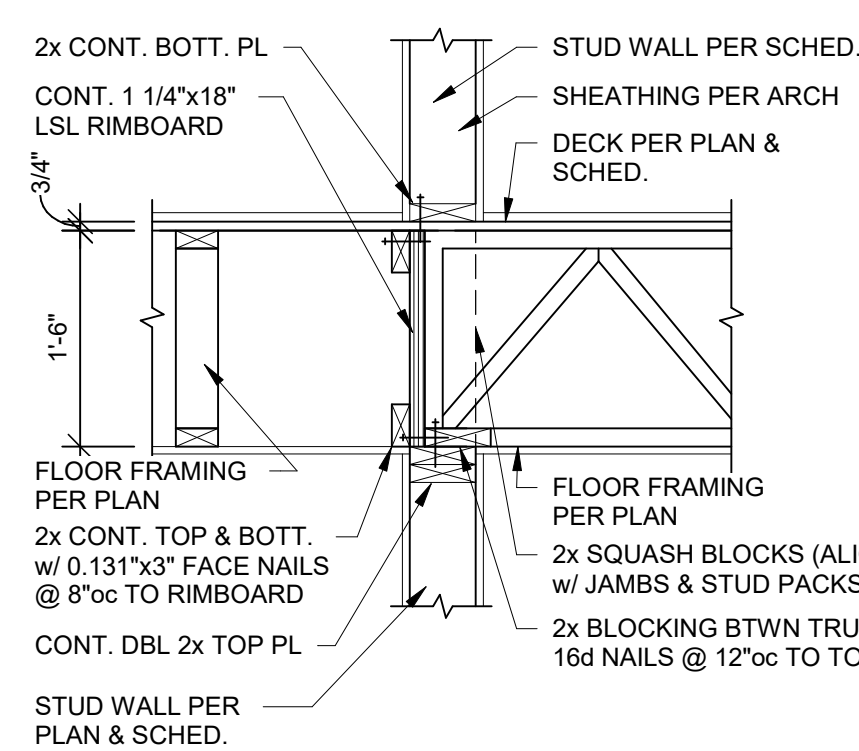 2x CONT. BOTT. PL
CONT. 1 1/4"x18"
LSL RIMBOARD
3/4"
1'-6"
FLOOR FRAMING
PER PLAN
2x CONT. TOP & BOTT.
w/ 0.131"x3" FACE NAILS
@ 8"oc TO RIMBOARD
CONT. DBL 2x TOP PL
STUD WALL PER
PLAN & SCHED.
STUD WALL PER SCHED.
SHEATHING PER ARCH
DECK PER PLAN &
SCHED.
FLOOR FRAMING
PER PLAN
2x SQUASH BLOCKS
w/ JAMBS & STUD PACKS
2x BLOCKING BTWN
16d NAILS @ 12"oc TO